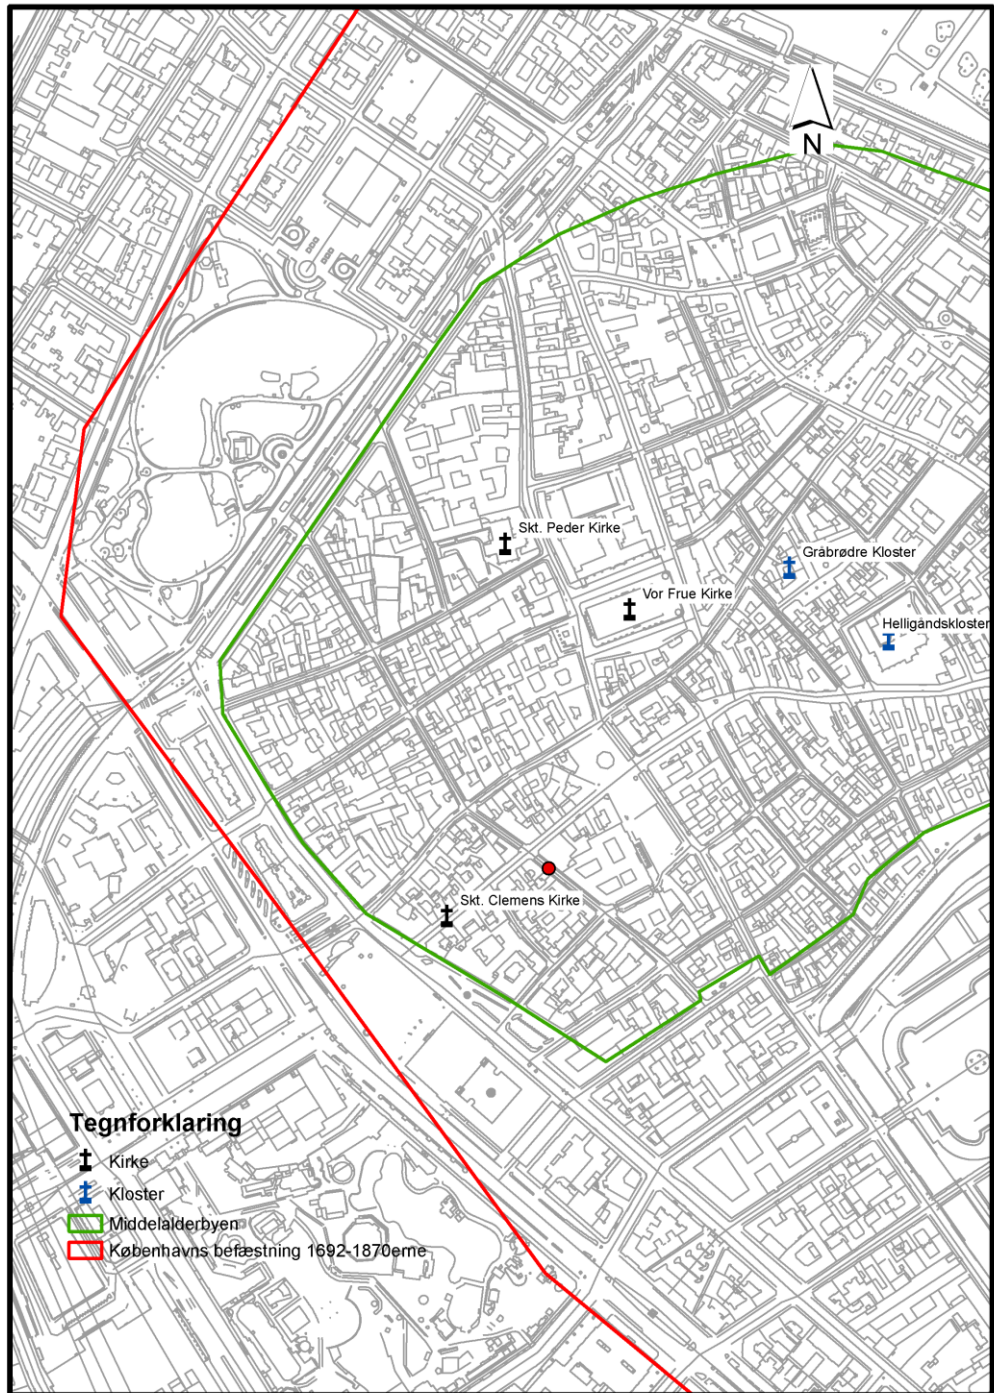 N
Skt. Peder Kirke
Gråbrødre Kloster
Vor Frue Kirke
Helligåndskloster
Skt. Clemens Kirke
Tegnforklaring
Kirke
Kloster
Middelalderbyen
Københavns befæstning 1692-1870erne